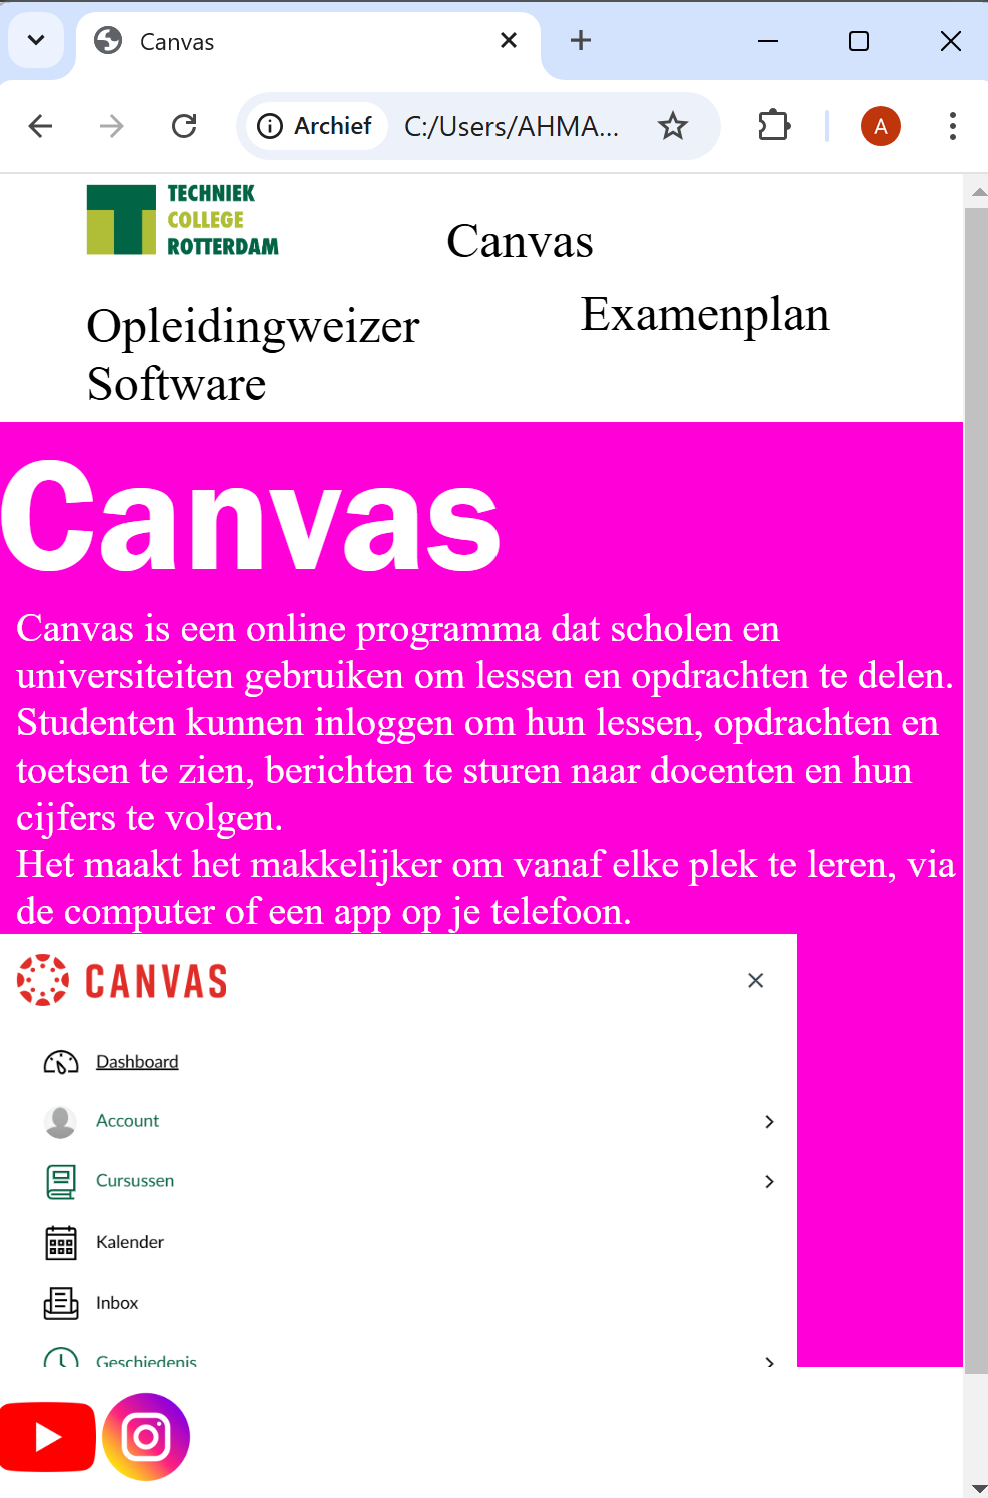 Canvas
Archief C:/Users/AHMA...
A
TECHNIEK
COLLEGE
ROTTERDAM
Canvas
Opleidingweizer
Software
Examenplan
Canvas
Canvas is een online programma dat scholen en
universiteiten gebruiken om lessen en opdrachten te delen.
Studenten kunnen inloggen om hun lessen, opdrachten en
toetsen te zien, berichten te sturen naar docenten en hun
cijfers te volgen.
Het maakt het makkelijker om vanaf elke plek te leren, via
de computer of een app op je telefoon.
CANVAS
Dashboard
Account
Cursussen
Kalender
Inbox
Geschiedenis